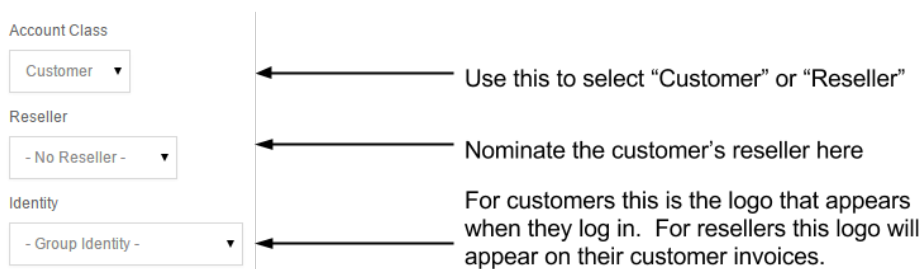 Account Class
Customer
Use this to select “Customer” or “Reseller”
Reseller
- No Reseller -
Nominate the customer’s reseller here
Identity
- Group Identity -
For customers this is the logo that appears
when they log in.  For resellers this logo will
appear on their customer invoices.